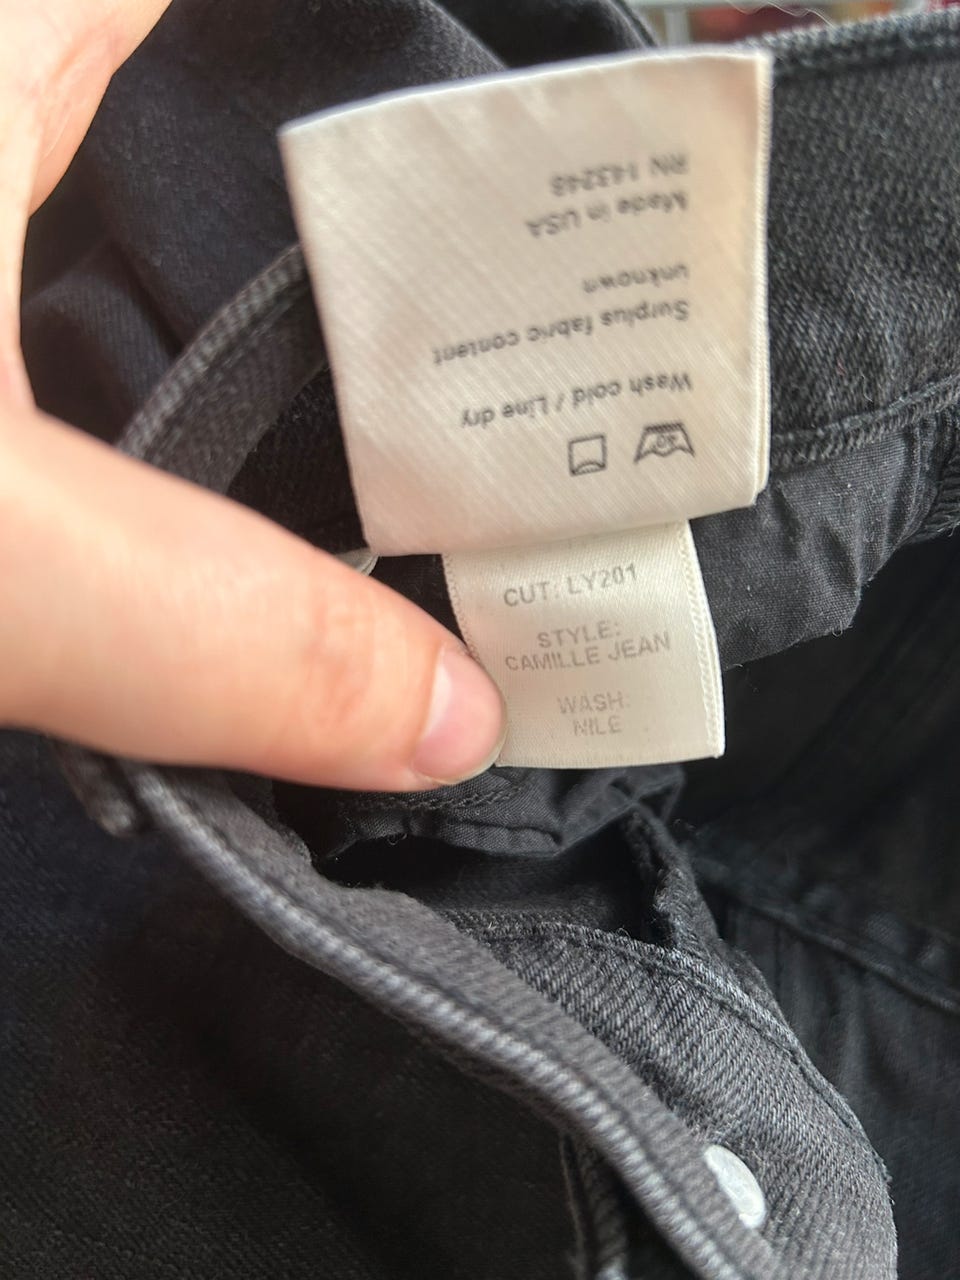 RN 143248
Made in USA
unknown
Surplus fabric content
Wash cold / Line dry
CUT: LY201
STYLE:
CAMILLE JEAN
WASH:
NILE